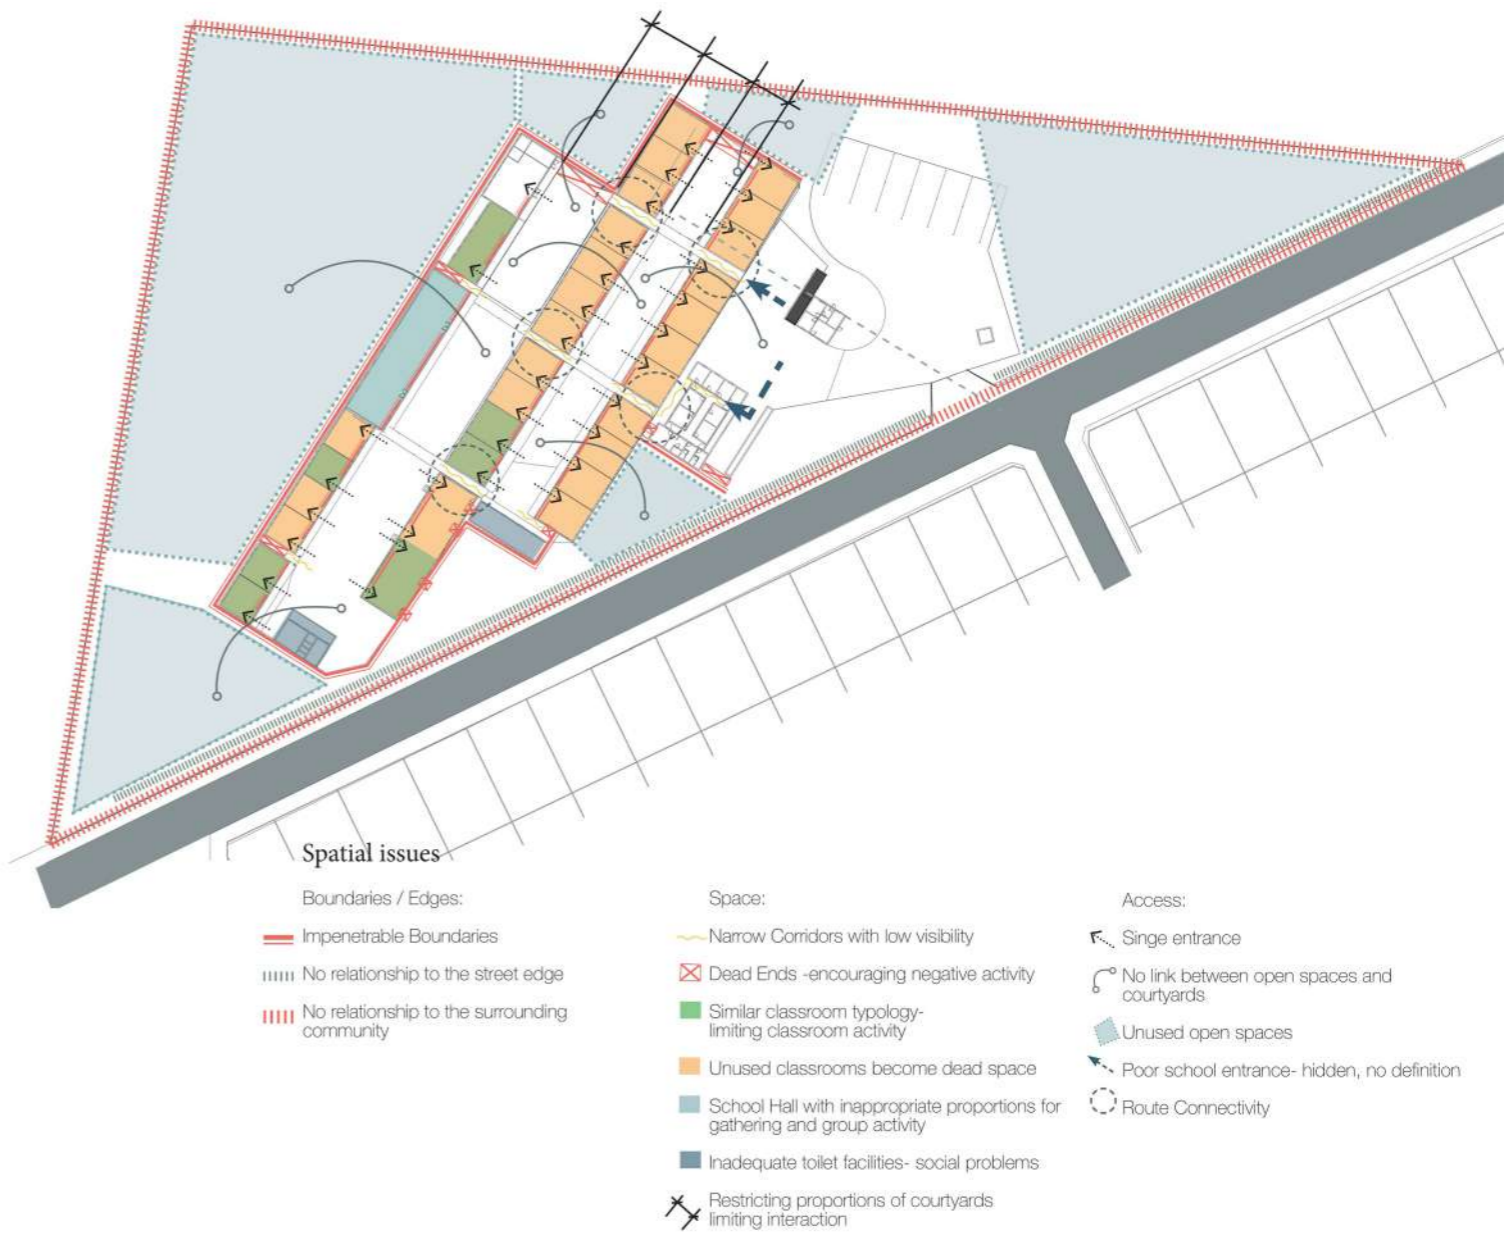 Spatial issues
Boundaries / Edges:
Impenetrable Boundaries
No relationship to the street edge
No relationship to the surrounding
community
Space:
Narrow Corridors with low visibility
Dead Ends -encouraging negative activity
Similar classroom typology-
limiting classroom activity
Unused classrooms become dead space
School Hall with inappropriate proportions for
gathering and group activity
Inadequate toilet facilities- social problems
Restricting proportions of courtyards
limiting interaction
Access:
Singe entrance
No link between open spaces and
courtyards
Unused open spaces
Poor school entrance- hidden, no definition
Route Connectivity